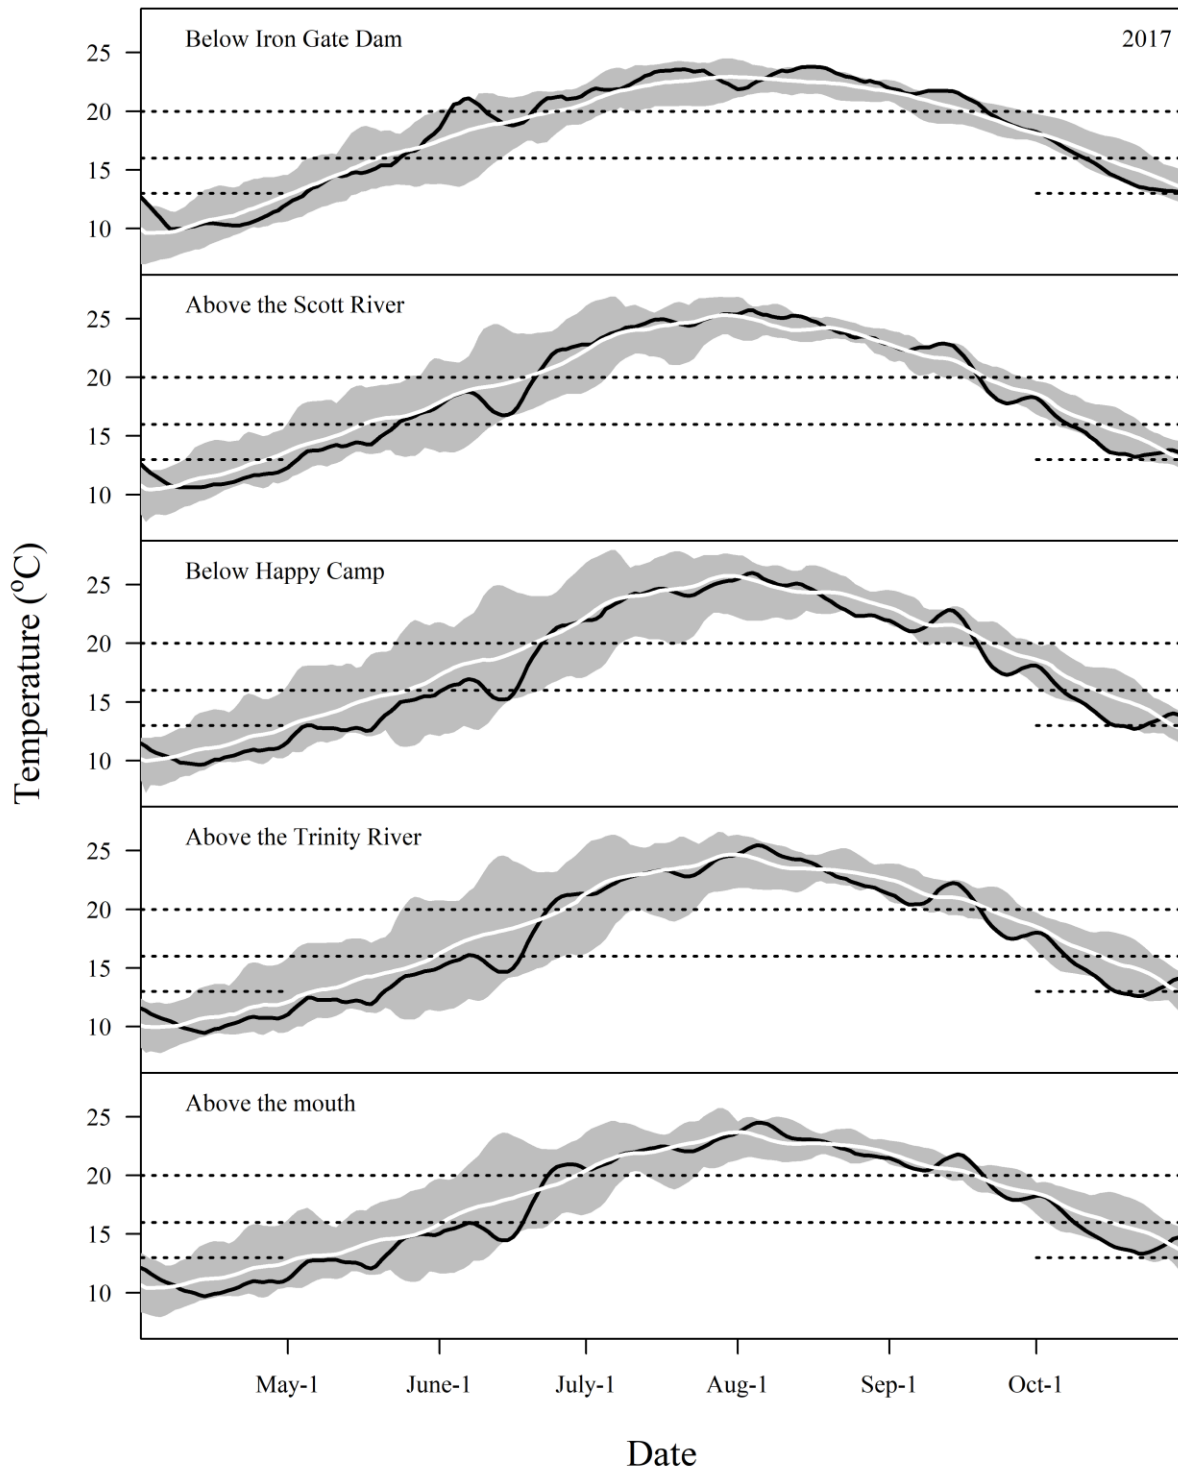 Below Iron Gate Dam 2017
25
20
15
10
Above the Scott River
25
20
15
10
Below Happy Camp
25
20
15
10
Above the Trinity River
25
20
15
10
Above the mouth
25
20
15
10
Temperature (°C)
May-1 June-1 July-1 Aug-1 Sep-1 Oct-1
Date